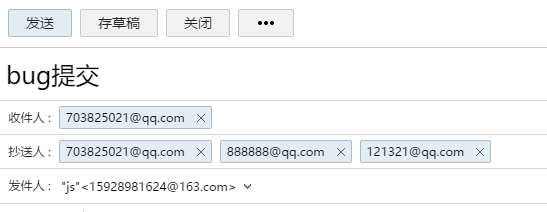 发送 存草稿 关闭 •••
bug提交
收件人： 703825021@qq.com ×
抄送人： 703825021@qq.com × 888888@qq.com × 121321@qq.com ×
发件人： "js"<15928981624@163.com>